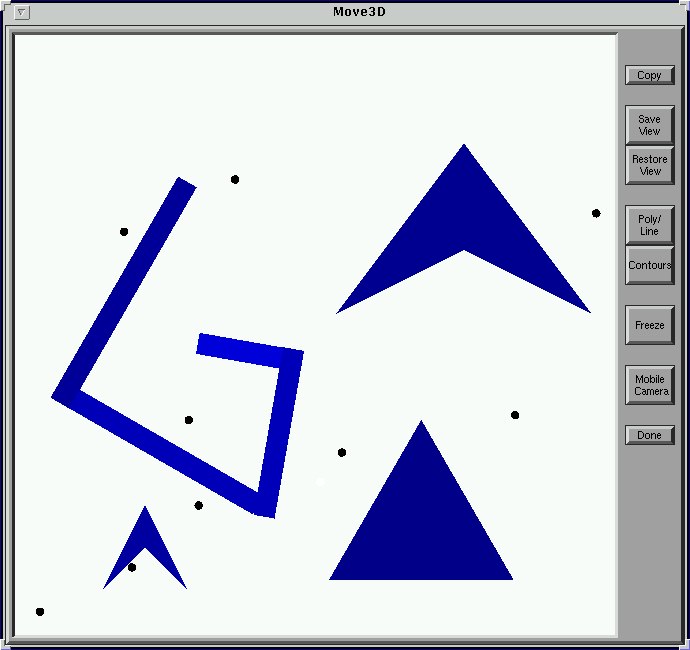 Move3D
Copy
Save
View
Restore
View
Poly/
Line
Contours
Freeze
Mobile
Camera
Done